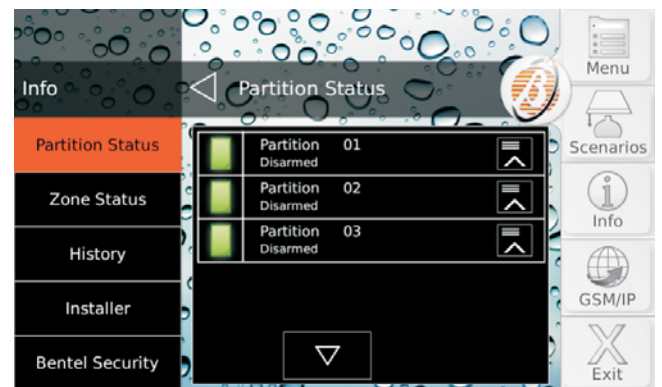 Info
Partition Status
Menu
Partition Status
Partition 01
Disarmed
Scenarios
Zone Status
Partition 02
Disarmed
Info
History
Partition 03
Disarmed
GSM/IP
Installer
Bentel Security
Exit